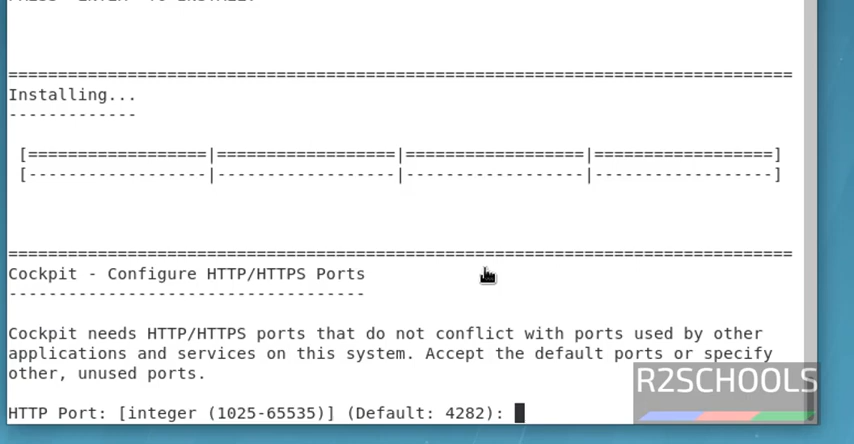 ===============================================================================
Installing...
-------------
[==================|==================|==================|==================]
[------------------|------------------|------------------|------------------]
===============================================================================
Cockpit - Configure HTTP/HTTPS Ports
------------------------------------
Cockpit needs HTTP/HTTPS ports that do not conflict with ports used by other
applications and services on this system. Accept the default ports or specify
other, unused ports.
HTTP Port: [integer (1025-65535)] (Default: 4282):
R2SCHOOLS